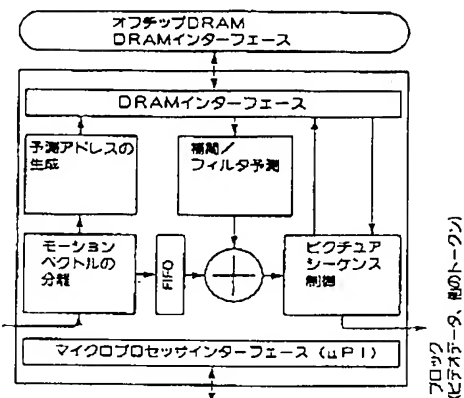 オフチップDRAM
DRAMインターフェース
DRAMインターフェース
予測アドレスの
生成
補間/
フィルタ予測
モーション
ベクトルの
分離
FIFO
ピクチュア
シーケンス
制御
マイクロプロセッサインターフェース (μPI)
ブロック
(ビデオデータ、他のトークン)